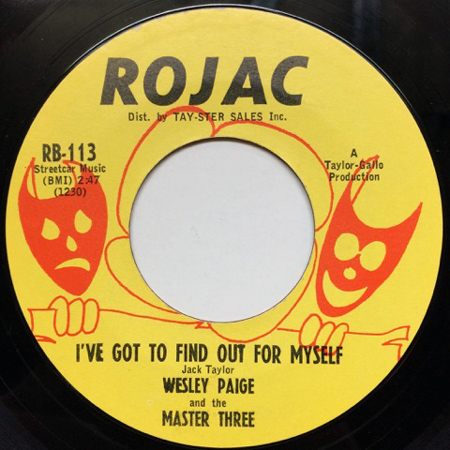 ROJAC
Dist. by TAY-STER SALES Inc.
RB-113
Streetcar Music
(BMI) 2:47
(1230)
A
Taylor-Gallo
Production
I'VE GOT TO FIND OUT FOR MYSELF
Jack Taylor
WESLEY PAIGE
and the
MASTER THREE